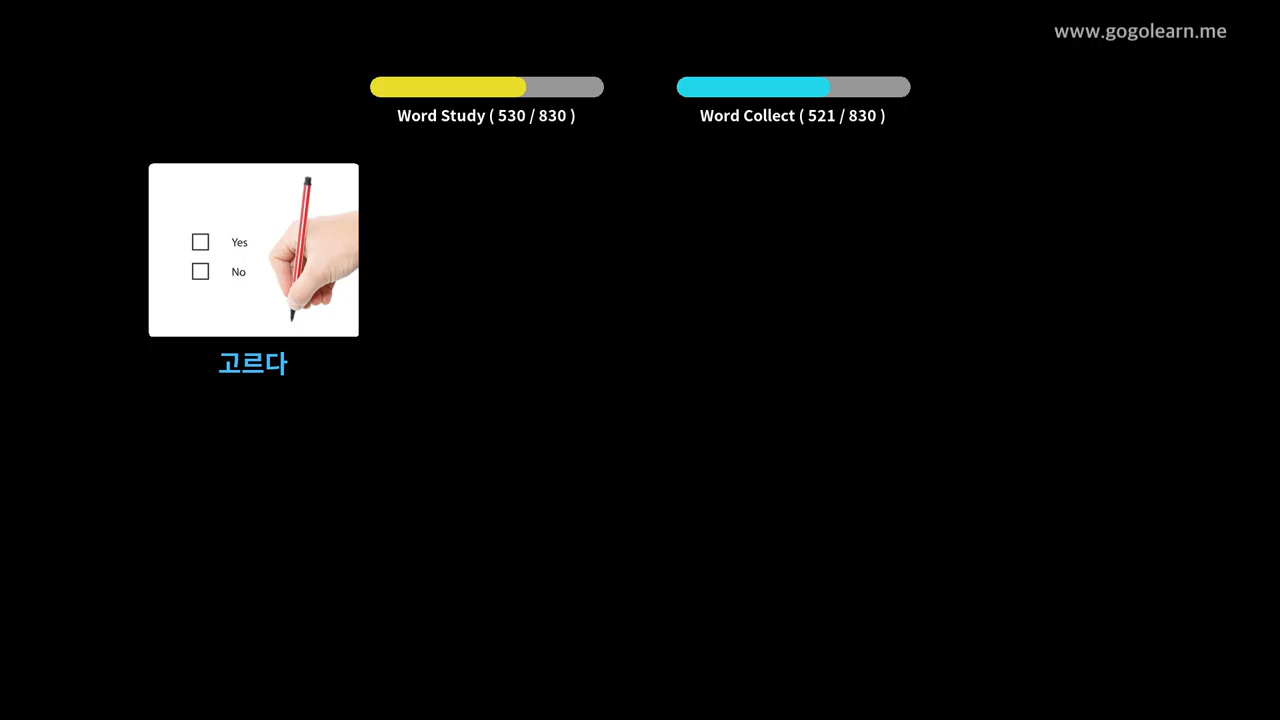 www.gogolearn.me
Word Study ( 530 / 830 )
Word Collect ( 521 / 830 )
Yes
No
고르다